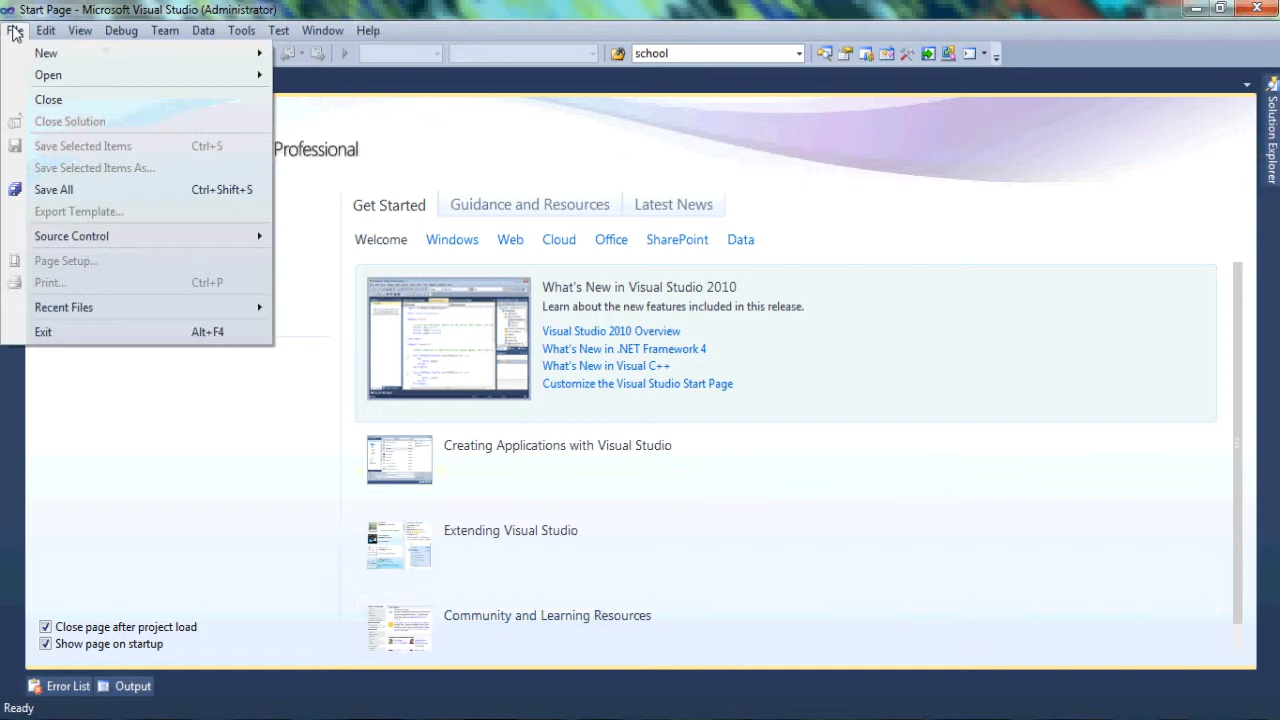 Start Page - Microsoft Visual Studio (Administrator)
Edit View Debug Team Data Tools Test Window Help
New
school
Open
Close
Close Solution
Save Selected Items Ctrl+S
Save Selected Items As...
Save All Ctrl+Shift+S
Export Template...
Source Control
Page Setup...
Print... Ctrl+P
Recent Files
Exit Alt+F4
Professional
Get Started Guidance and Resources Latest News
Welcome Windows Web Cloud Office SharePoint Data
What's New in Visual Studio 2010
Learn about the new features included in this release.
Visual Studio 2010 Overview
What's New in .NET Framework 4
What's New in Visual C++
Customize the Visual Studio Start Page
Creating Applications with Visual Studio
Extending Visual Studio
Community and Learning Resources
Solution Explorer
Close page after project load
Show page on startup
Error List Output
Ready